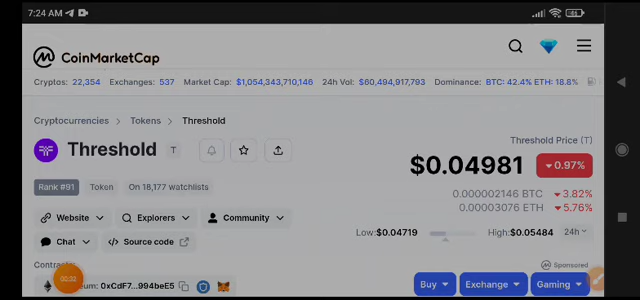 7:24 AM
CoinMarketCap
Cryptos: 22,354 Exchanges: 537 Market Cap: $1,054,343,710,146 24h Vol: $60,494,917,793 Dominance: BTC: 42.4% ETH: 18.8%
Cryptocurrencies > Tokens > Threshold
Threshold T
Rank #91 Token On 18,177 watchlists
Website Explorers Community
Chat Source code
Threshold Price (T)
$0.04981 0.97%
0.000002146 BTC 3.82%
0.00003076 ETH 5.76%
Low:$0.04719 High:$0.05484 24h
Sponsored
Buy Exchange Gaming
0xCdF7...994beE5